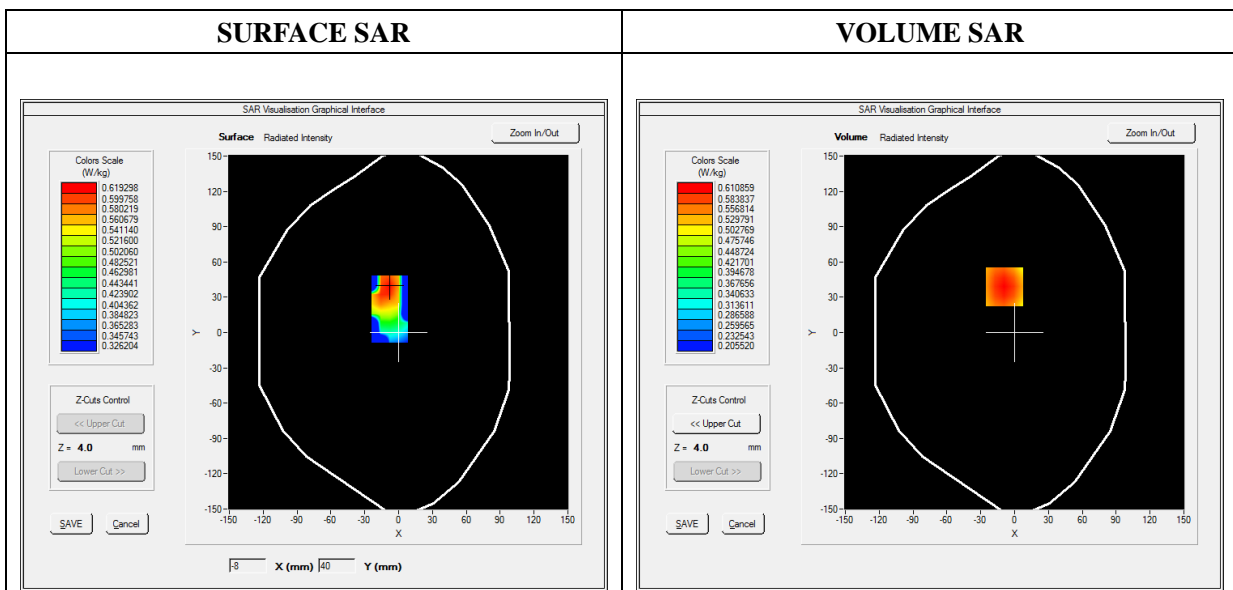 SURFACE SAR
VOLUME SAR
SAR Visualisation Graphical Interface
Surface Radiated Intensity
Zoom In/Out
Colors Scale
(W/kg)
0.619298
0.599758
0.580219
0.560679
0.541140
0.521600
0.502060
0.482521
0.462981
0.443441
0.423902
0.404362
0.384823
0.365283
0.345743
0.326204
Z-Cuts Control
<< Upper Cut
Z = 4.0 mm
Lower Cut >>
SAVE Cancel
150
120
90
60
30
0
-30
-60
-90
-120
-150
Y
-150 -120 -90 -60 -30 0 30 60 90 120 150
X
-8 X (mm) 40 Y (mm)
SAR Visualisation Graphical Interface
Volume Radiated Intensity
Zoom In/Out
Colors Scale
(W/kg)
0.610859
0.583837
0.556814
0.529791
0.502769
0.475746
0.448724
0.421701
0.394678
0.367656
0.340633
0.313611
0.286588
0.259565
0.232543
0.205520
Z-Cuts Control
<< Upper Cut
Z = 4.0 mm
Lower Cut >>
SAVE Cancel
150
120
90
60
30
0
-30
-60
-90
-120
-150
Y
-150 -120 -90 -60 -30 0 30 60 90 120 150
X